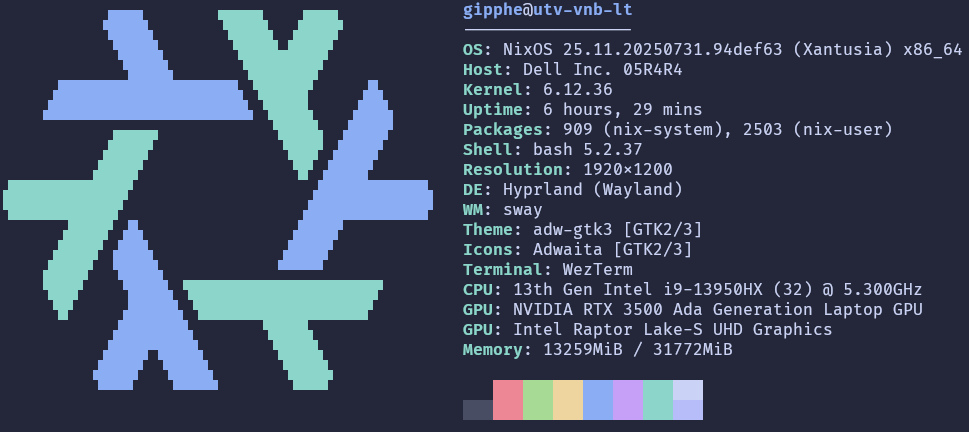 gipphe@utv-vnb-lt
-----------------
OS: NixOS 25.11.20250731.94def63 (Xantusia) x86_64
Host: Dell Inc. 05R4R4
Kernel: 6.12.36
Uptime: 6 hours, 29 mins
Packages: 909 (nix-system), 2503 (nix-user)
Shell: bash 5.2.37
Resolution: 1920×1200
DE: Hyprland (Wayland)
WM: sway
Theme: adw-gtk3 [GTK2/3]
Icons: Adwaita [GTK2/3]
Terminal: WezTerm
CPU: 13th Gen Intel i9-13950HX (32) @ 5.300GHz
GPU: NVIDIA RTX 3500 Ada Generation Laptop GPU
GPU: Intel Raptor Lake-S UHD Graphics
Memory: 13259MiB / 31772MiB